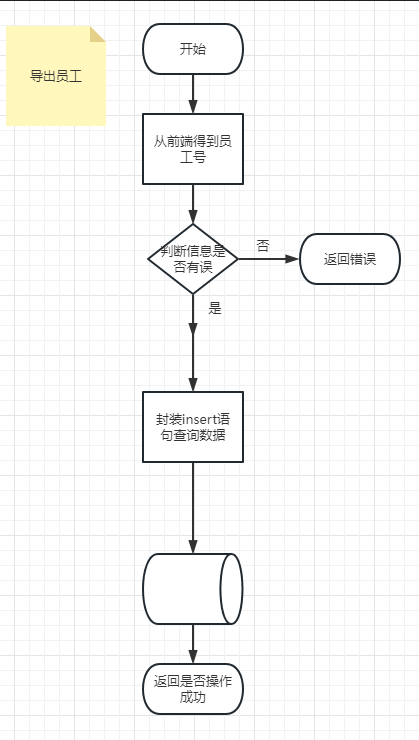 导出员工
开始
从前端得到员
工号
判断信息是
否有误
否
返回错误
是
封装insert语
句查询数据
返回是否操作
成功